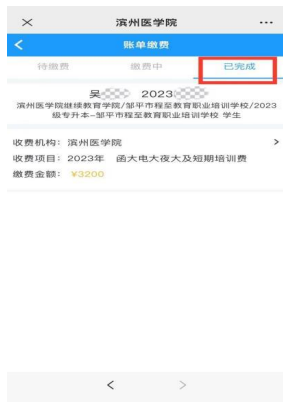 滨州医学院
账单缴费
待缴费 缴费中 已完成
吴 2023
滨州医学院继续教育学院/邹平市程至教育职业培训学校/2023
级专升本-邹平市程至教育职业培训学校 学生
收费机构: 滨州医学院
收费项目: 2023年 函大电大夜大及短期培训费
缴费金额: ¥3200